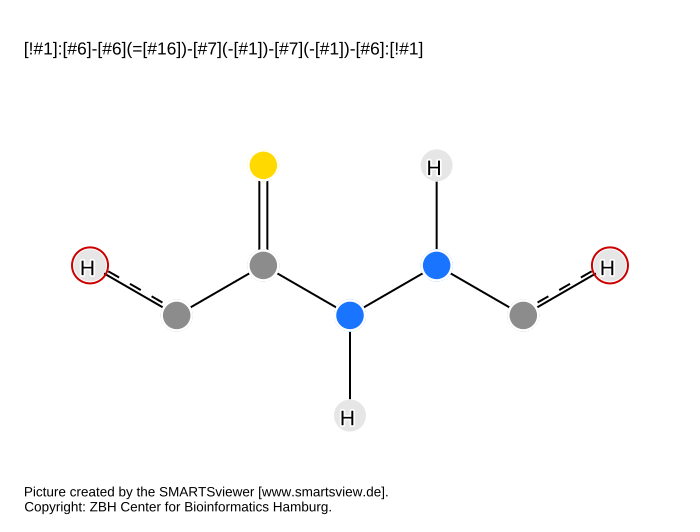 [!#1]:[#6]-[#6](=[#16])-[#7](-[#1])-[#7](-[#1])-[#6]:[!#1]
H
H
H
H
Picture created by the SMARTSviewer [www.smartsview.de].
Copyright: ZBH Center for Bioinformatics Hamburg.